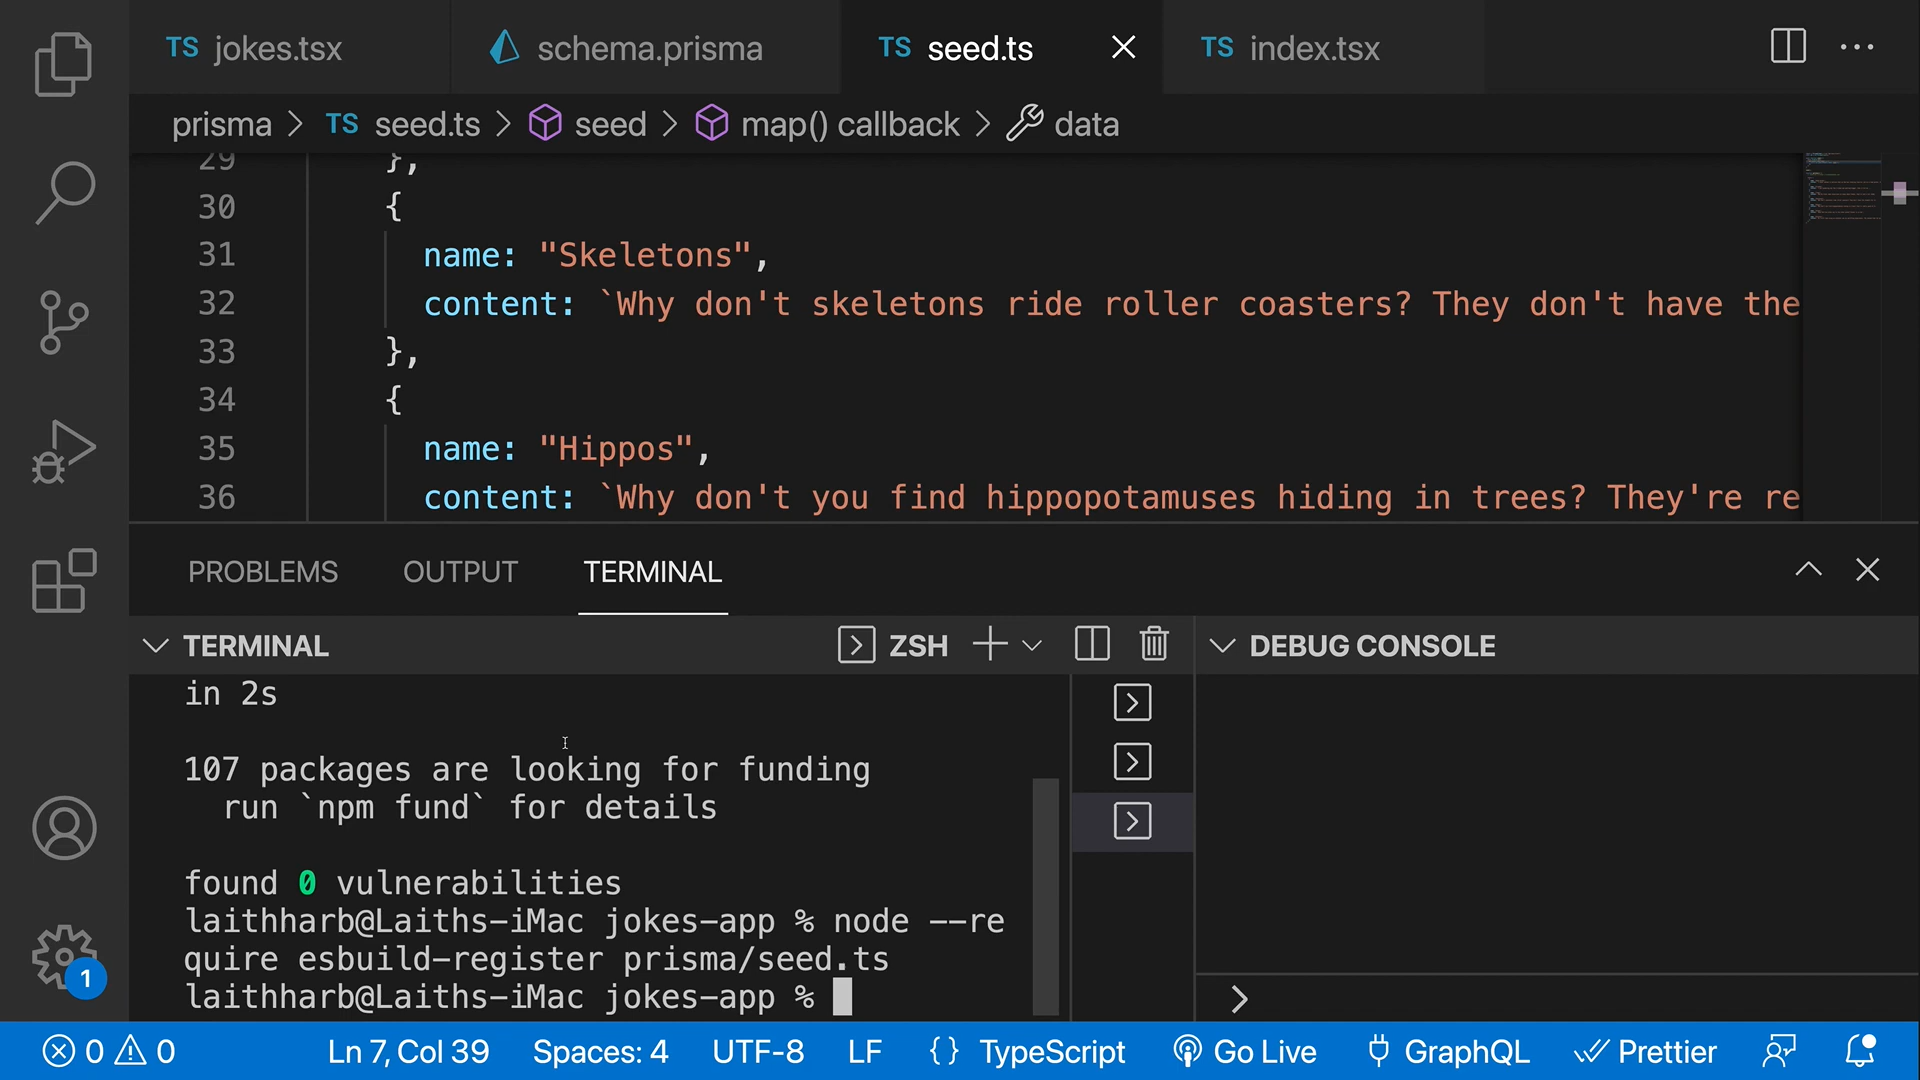 TS jokes.tsx schema.prisma TS seed.ts TS index.tsx
prisma TS seed.ts seed map() callback data
29 },
30 {
31 name: "Skeletons",
32 content: `Why don't skeletons ride roller coasters? They don't have the
33 },
34 {
35 name: "Hippos",
36 content: `Why don't you find hippopotamuses hiding in trees? They're re
PROBLEMS OUTPUT TERMINAL
TERMINAL ZSH DEBUG CONSOLE
in 2s
107 packages are looking for funding
run `npm fund` for details
found 0 vulnerabilities
laithharb@Laiths-iMac jokes-app % node --re
quire esbuild-register prisma/seed.ts
laithharb@Laiths-iMac jokes-app %
1
0 0 Ln 7, Col 39 Spaces: 4 UTF-8 LF {} TypeScript Go Live GraphQL Prettier